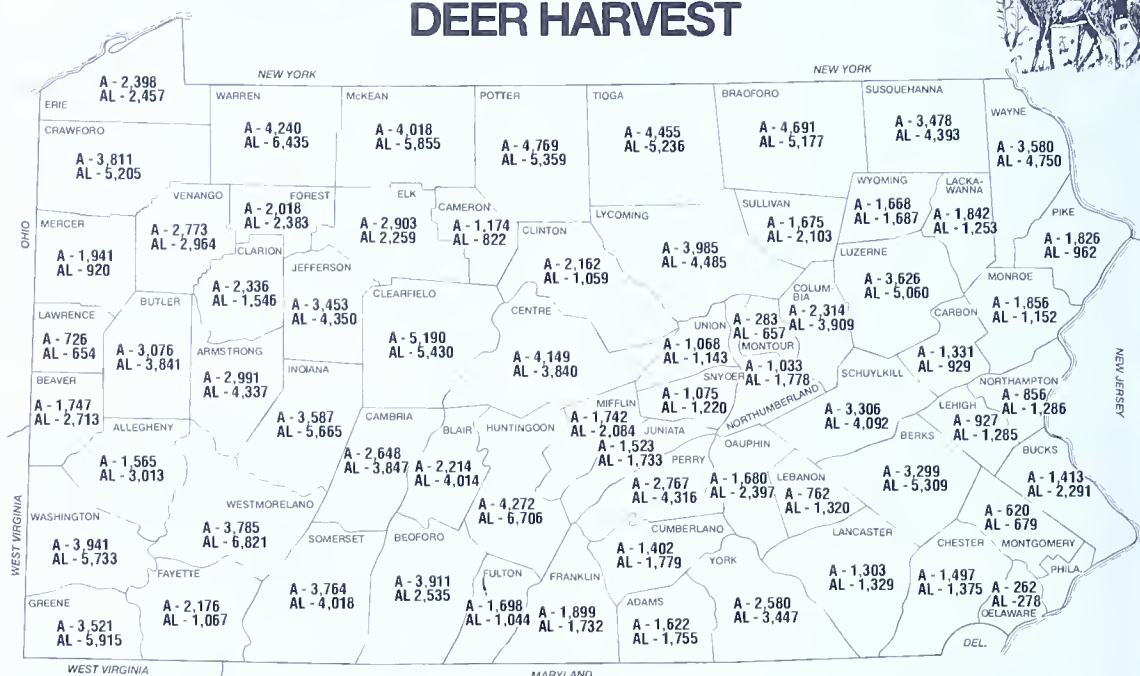 DEER HARVEST
NEW YORK
NEW YORK
ERIE
A - 2,398
AL - 2,457
CRAWFORO
A - 3,811
AL - 5,205
WARREN
A - 4,240
AL - 6,435
McKEAN
A - 4,018
AL - 5,855
POTTER
A - 4,769
AL - 5,359
TIOGA
A - 4,455
AL -5,236
BRAOFORO
A - 4,691
AL - 5,177
SUSQUEHANNA
A - 3,478
AL - 4,393
WAYNE
A - 3,580
AL - 4,750
OHIO
MERCER
A - 1,941
AL - 920
VENANGO
A - 2,773
AL - 2,964
FOREST
A - 2,018
AL - 2,383
ELK
A - 2,903
AL 2,259
CAMERON
A - 1,174
AL - 822
CLINTON
A - 2,162
AL - 1,059
LYCOMING
A - 3,985
AL - 4,485
SULLIVAN
A - 1,675
AL - 2,103
WYOMING
A - 1,668
AL - 1,687
LACKA-
WANNA
A - 1,842
AL - 1,253
PIKE
A - 1,826
AL - 962
CLARION
A - 2,336
AL - 1,546
JEFFERSON
A - 3,453
AL - 4,350
CLEARFIELD
A - 5,190
AL - 5,430
CENTRE
A - 4,149
AL - 3,840
LUZERNE
A - 3,626
AL - 5,060
MONROE
A - 1,856
AL - 1,152
LAWRENCE
A - 726
AL - 654
BUTLER
A - 3,076
AL - 3,841
ARMSTRONG
A - 2,991
AL - 4,337
UNION
A - 1,068
AL - 1,143
A - 283
AL - 657
MONTOUR
COLUM-
BIA
A - 2,314
AL - 3,909
CARBON
A - 1,331
AL - 929
BEAVER
A - 1,747
AL - 2,713
INDIANA
A - 3,587
AL - 5,665
SNYOER
A - 1,075
AL - 1,220
A - 1,033
AL - 1,778
NORTHUMBERLAND
SCHUYLKILL
A - 3,306
AL - 4,092
NORTHAMPTON
A - 856
AL - 1,286
LEHIGH
A - 927
AL - 1,285
NEW JERSEY
ALLEGHENY
A - 1,565
AL - 3,013
CAMBRIA
A - 2,648
AL - 3,847
BLAIR
A - 2,214
AL - 4,014
HUNTINGOON
A - 4,272
AL - 6,706
MIFFLIN
A - 1,742
AL - 2,084
JUNIATA
A - 1,523
AL - 1,733
PERRY
A - 2,767
AL - 4,316
OAUPHIN
A - 1,680
AL - 2,397
LEBANON
A - 762
AL - 1,320
BERKS
A - 3,299
AL - 5,309
BUCKS
A - 1,413
AL - 2,291
WEST VIRGINIA
WASHINGTON
A - 3,941
AL - 5,733
WESTMORELANO
A - 3,785
AL - 6,821
SOMERSET
A - 3,764
AL - 4,018
BEOFORO
A - 3,911
AL 2,535
FULTON
A - 1,698
AL - 1,044
FRANKLIN
A - 1,899
AL - 1,732
CUMBERLANO
A - 1,402
AL - 1,779
YORK
A - 2,580
AL - 3,447
LANCASTER
A - 1,303
AL - 1,329
CHESTER
A - 1,497
AL - 1,375
A - 620
AL - 679
MONTGOMERY
PHILA.
GREENE
A - 3,521
AL - 5,915
FAYETTE
A - 2,176
AL - 1,067
ADAMS
A - 1,622
AL - 1,755
A - 262
AL -278
OELAWARE
DEL.
WEST VIRGINIA
MARYLAND